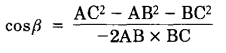 cosβ = AC² − AB² − BC² / −2AB × BC